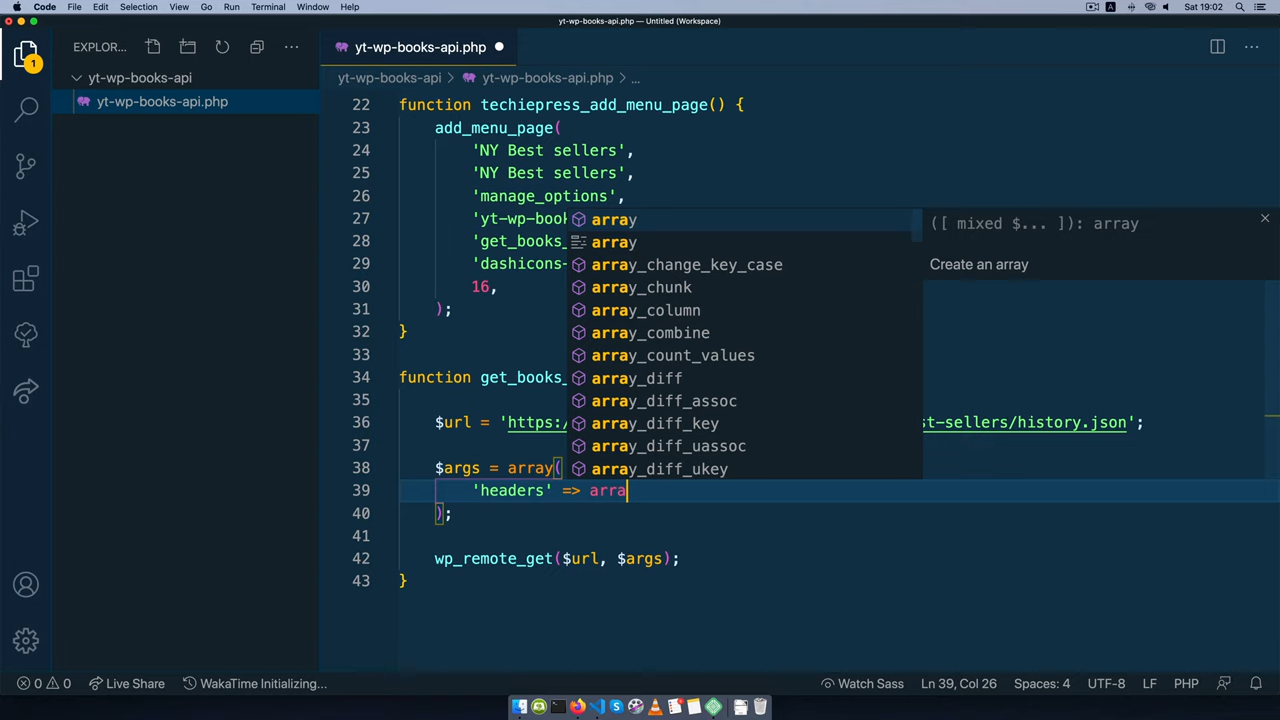 Code File Edit Selection View Go Run Terminal Window Help
A Sat 19:02
yt-wp-books-api.php — Untitled (Workspace)
1
EXPLOR...
yt-wp-books-api
yt-wp-books-api.php
yt-wp-books-api.php
yt-wp-books-api > yt-wp-books-api.php > ...
22 function techiepress_add_menu_page() {
23 add_menu_page(
24 'NY Best sellers',
25 'NY Best sellers',
26 'manage_options',
27 'yt-wp-book
28 'get_books_
29 'dashicons-
30 16,
31 );
32 }
33
34 function get_books_
35
36 $url = 'https:/ st-sellers/history.json';
37
38 $args = array(
39 'headers' => arra
40 );
41
42 wp_remote_get($url, $args);
43 }
array
array
array_change_key_case
array_chunk
array_column
array_combine
array_count_values
array_diff
array_diff_assoc
array_diff_key
array_diff_uassoc
array_diff_ukey
([ mixed $... ]): array
Create an array
0 0 Live Share WakaTime Initializing... Watch Sass Ln 39, Col 26 Spaces: 4 UTF-8 LF PHP